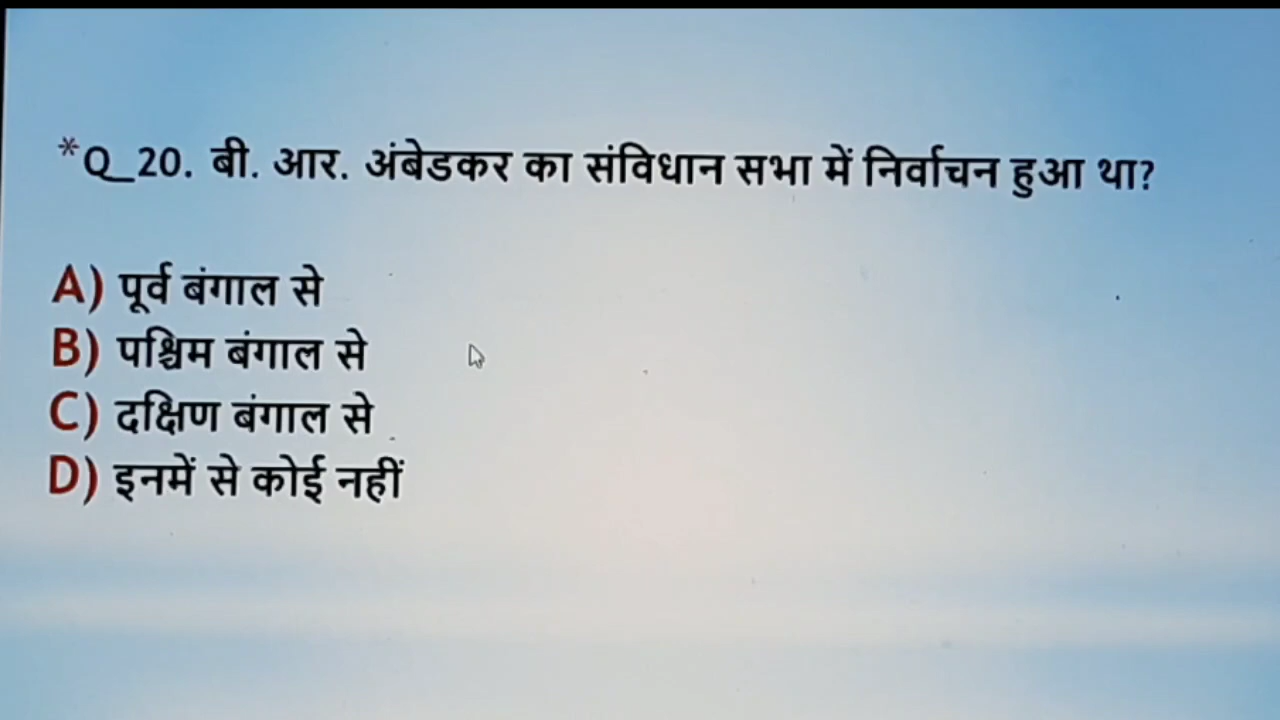 *Q_20. बी. आर. अंबेडकर का संविधान सभा में निर्वाचन हुआ था?
A) पूर्व बंगाल से
B) पश्चिम बंगाल से
C) दक्षिण बंगाल से
D) इनमें से कोई नहीं